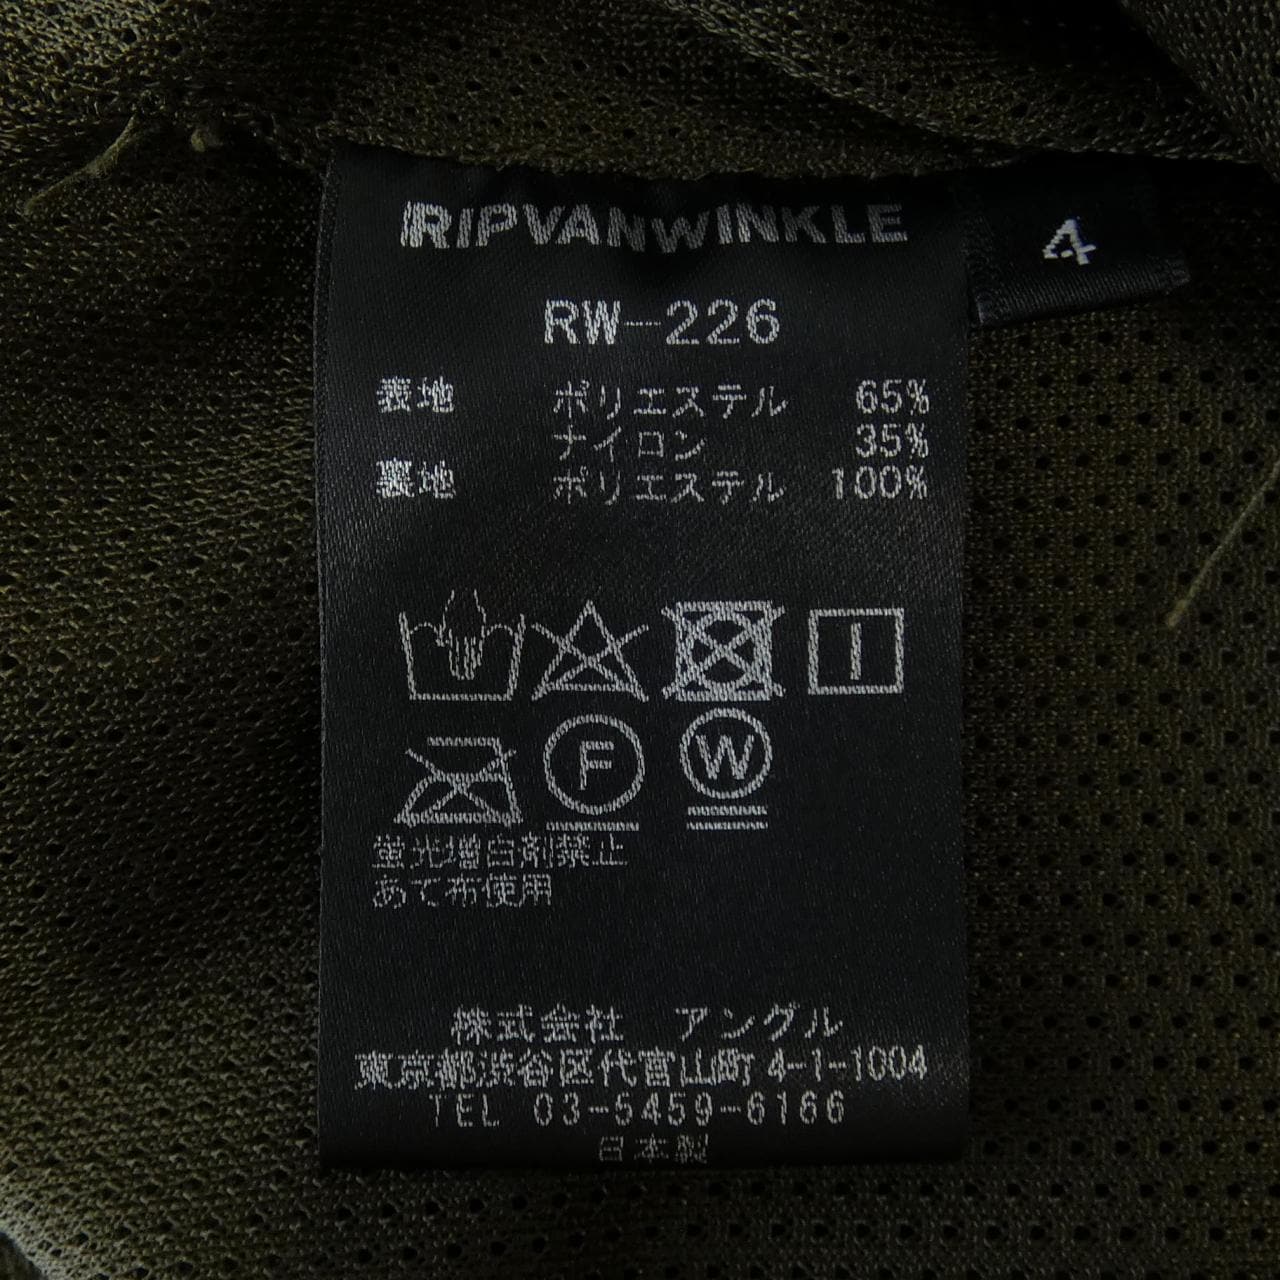 RIPVANWINKLE
4
RW-226
表地 ポリエステル 65%
ナイロン 35%
裏地 ポリエステル 100%
F
W
蛍光増白剤禁止
あて布使用
株式会社 アングル
東京都渋谷区代官山町4-1-1004
TEL 03-5459-6166
日本製